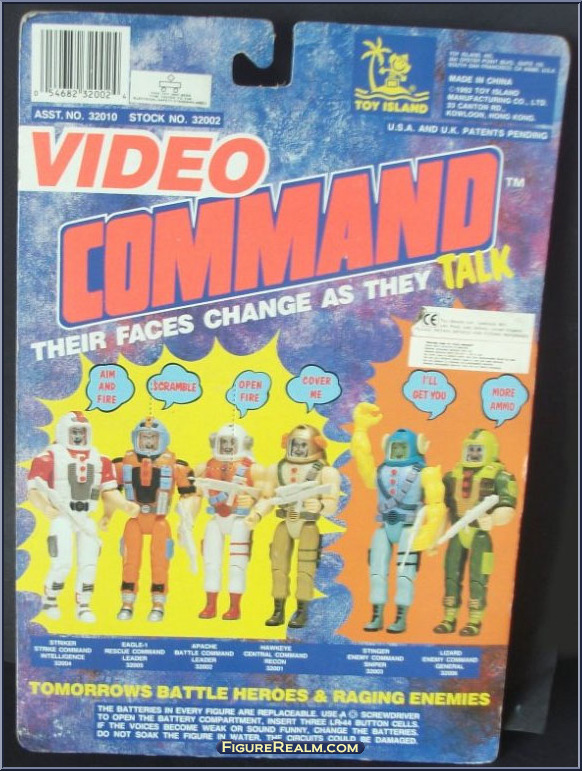 0 54682 32002 4
ASST. NO. 32010 STOCK NO. 32002
TOY ISLAND
TOY ISLAND, INC.
MADE IN CHINA
©1992 TOY ISLAND
MANUFACTURING CO., LTD.
33 CANTON RD.,
KOWLOON, HONG KONG.
U.S.A. AND U.K. PATENTS PENDING
VIDEO
COMMAND™
THEIR FACES CHANGE AS THEY TALK
CE
AIM
AND
FIRE
SCRAMBLE
OPEN
FIRE
COVER
ME
I'LL
GET YOU
MORE
AMMO
STRIKER
STRIKE COMMAND
INTELLIGENCE
32004
EAGLE-1
RESCUE COMMAND
LEADER
APACHE
BATTLE COMMAND
LEADER
32002
HAWKEYE
CENTRAL COMMAND
RECON
32001
STINGER
ENEMY COMMAND
SNIPER
32003
LIZARD
ENEMY COMMAND
GENERAL
TOMORROWS BATTLE HEROES & RAGING ENEMIES
THE BATTERIES IN EVERY FIGURE ARE REPLACEABLE. USE A SCREWDRIVER
TO OPEN THE BATTERY COMPARTMENT, INSERT THREE LR-44 BUTTON CELLS.
IF THE VOICES BECOME WEAK OR SOUND FUNNY, CHANGE THE BATTERIES.
DO NOT SOAK THE FIGURE IN WATER, THE CIRCUITS COULD BE DAMAGED.
FIGUREREALM.COM